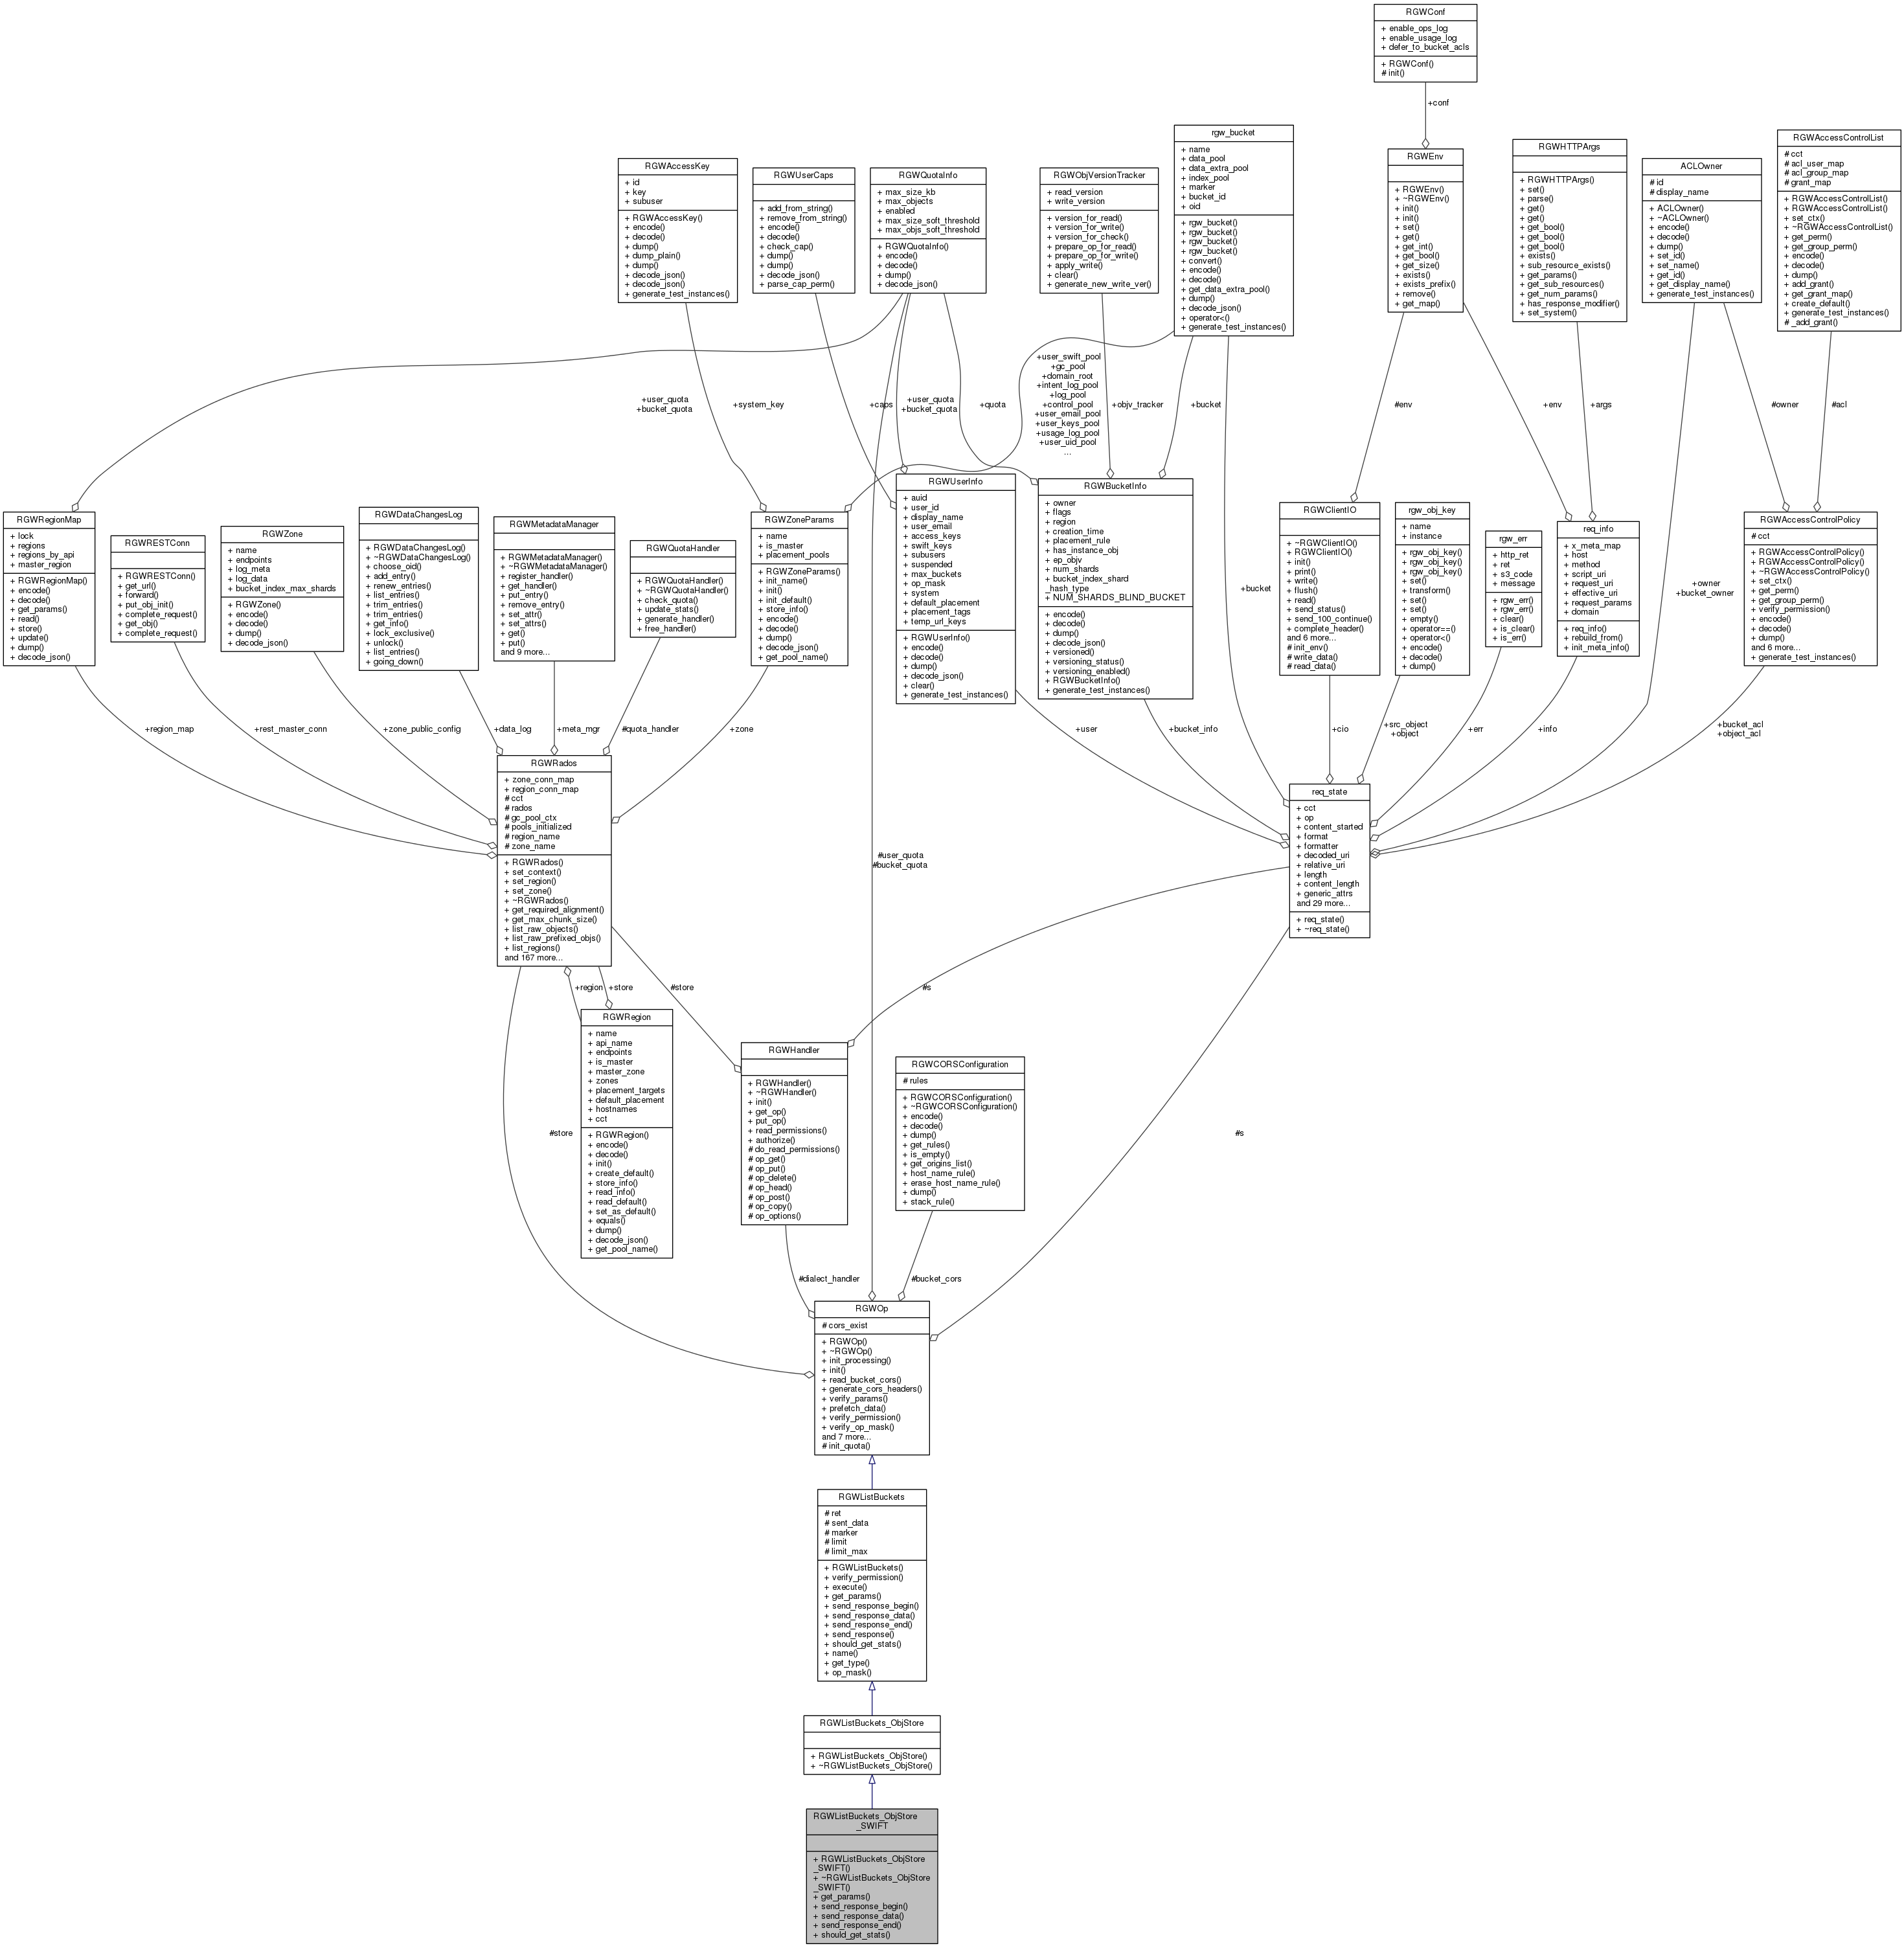 RGWConf
+ enable_ops_log
+ enable_usage_log
+ defer_to_bucket_acls
+ RGWConf()
# init()
+conf
rgw_bucket
+ name
+ data_pool
+ data_extra_pool
+ index_pool
+ marker
+ bucket_id
+ oid
+ rgw_bucket()
+ rgw_bucket()
+ rgw_bucket()
+ rgw_bucket()
+ convert()
+ encode()
+ decode()
+ get_data_extra_pool()
+ dump()
+ decode_json()
+ operator<()
+ generate_test_instances()
RGWAccessControlList
# cct
# acl_user_map
# acl_group_map
# grant_map
+ RGWAccessControlList()
+ RGWAccessControlList()
+ set_ctx()
+ ~RGWAccessControlList()
+ get_perm()
+ get_group_perm()
+ encode()
+ decode()
+ dump()
+ add_grant()
+ get_grant_map()
+ create_default()
+ generate_test_instances()
# _add_grant()
RGWHTTPArgs
+ RGWHTTPArgs()
+ set()
+ parse()
+ get()
+ get()
+ get_bool()
+ get_bool()
+ get_bool()
+ exists()
+ sub_resource_exists()
+ get_params()
+ get_sub_resources()
+ get_num_params()
+ has_response_modifier()
+ set_system()
RGWEnv
+ RGWEnv()
+ ~RGWEnv()
+ init()
+ init()
+ set()
+ get()
+ get_int()
+ get_bool()
+ get_size()
+ exists()
+ exists_prefix()
+ remove()
+ get_map()
ACLOwner
# id
# display_name
+ ACLOwner()
+ ~ACLOwner()
+ encode()
+ decode()
+ dump()
+ set_id()
+ set_name()
+ get_id()
+ get_display_name()
+ generate_test_instances()
RGWAccessKey
+ id
+ key
+ subuser
+ RGWAccessKey()
+ encode()
+ decode()
+ dump()
+ dump_plain()
+ dump()
+ decode_json()
+ decode_json()
+ generate_test_instances()
RGWUserCaps
+ add_from_string()
+ remove_from_string()
+ encode()
+ decode()
+ check_cap()
+ dump()
+ dump()
+ decode_json()
+ parse_cap_perm()
RGWQuotaInfo
+ max_size_kb
+ max_objects
+ enabled
+ max_size_soft_threshold
+ max_objs_soft_threshold
+ RGWQuotaInfo()
+ encode()
+ decode()
+ dump()
+ decode_json()
RGWObjVersionTracker
+ read_version
+ write_version
+ version_for_read()
+ version_for_write()
+ version_for_check()
+ prepare_op_for_read()
+ prepare_op_for_write()
+ apply_write()
+ clear()
+ generate_new_write_ver()
+user_quota
+bucket_quota
+system_key
+caps
+user_quota
+bucket_quota
+quota
+user_swift_pool
+gc_pool
+domain_root
+intent_log_pool
+log_pool
+control_pool
+user_email_pool
+user_keys_pool
+usage_log_pool
+user_uid_pool
...
+objv_tracker
+bucket
#env
+env
+args
#owner
#acl
RGWRegionMap
+ lock
+ regions
+ regions_by_api
+ master_region
+ RGWRegionMap()
+ encode()
+ decode()
+ get_params()
+ read()
+ store()
+ update()
+ dump()
+ decode_json()
RGWRESTConn
+ RGWRESTConn()
+ get_url()
+ forward()
+ put_obj_init()
+ complete_request()
+ get_obj()
+ complete_request()
RGWZone
+ name
+ endpoints
+ log_meta
+ log_data
+ bucket_index_max_shards
+ RGWZone()
+ encode()
+ decode()
+ dump()
+ decode_json()
RGWDataChangesLog
+ RGWDataChangesLog()
+ ~RGWDataChangesLog()
+ choose_oid()
+ add_entry()
+ renew_entries()
+ list_entries()
+ trim_entries()
+ trim_entries()
+ get_info()
+ lock_exclusive()
+ unlock()
+ list_entries()
+ going_down()
RGWMetadataManager
+ RGWMetadataManager()
+ ~RGWMetadataManager()
+ register_handler()
+ get_handler()
+ put_entry()
+ remove_entry()
+ set_attr()
+ set_attrs()
+ get()
+ put()
and 9 more...
RGWQuotaHandler
+ RGWQuotaHandler()
+ ~RGWQuotaHandler()
+ check_quota()
+ update_stats()
+ generate_handler()
+ free_handler()
RGWZoneParams
+ name
+ is_master
+ placement_pools
+ RGWZoneParams()
+ init_name()
+ init()
+ init_default()
+ store_info()
+ encode()
+ decode()
+ dump()
+ decode_json()
+ get_pool_name()
RGWUserInfo
+ auid
+ user_id
+ display_name
+ user_email
+ access_keys
+ swift_keys
+ subusers
+ suspended
+ max_buckets
+ op_mask
+ system
+ default_placement
+ placement_tags
+ temp_url_keys
+ RGWUserInfo()
+ encode()
+ decode()
+ dump()
+ decode_json()
+ clear()
+ generate_test_instances()
RGWBucketInfo
+ owner
+ flags
+ region
+ creation_time
+ placement_rule
+ has_instance_obj
+ ep_objv
+ num_shards
+ bucket_index_shard
_hash_type
+ NUM_SHARDS_BLIND_BUCKET
+ encode()
+ decode()
+ dump()
+ decode_json()
+ versioned()
+ versioning_status()
+ versioning_enabled()
+ RGWBucketInfo()
+ generate_test_instances()
+bucket
RGWClientIO
+ ~RGWClientIO()
+ RGWClientIO()
+ init()
+ print()
+ write()
+ flush()
+ read()
+ send_status()
+ send_100_continue()
+ complete_header()
and 6 more...
# init_env()
# write_data()
# read_data()
rgw_obj_key
+ name
+ instance
+ rgw_obj_key()
+ rgw_obj_key()
+ rgw_obj_key()
+ set()
+ transform()
+ set()
+ set()
+ empty()
+ operator==()
+ operator<()
+ encode()
+ decode()
+ dump()
rgw_err
+ http_ret
+ ret
+ s3_code
+ message
+ rgw_err()
+ rgw_err()
+ clear()
+ is_clear()
+ is_err()
req_info
+ x_meta_map
+ host
+ method
+ script_uri
+ request_uri
+ effective_uri
+ request_params
+ domain
+ req_info()
+ rebuild_from()
+ init_meta_info()
+owner
+bucket_owner
RGWAccessControlPolicy
# cct
+ RGWAccessControlPolicy()
+ RGWAccessControlPolicy()
+ ~RGWAccessControlPolicy()
+ set_ctx()
+ get_perm()
+ get_group_perm()
+ verify_permission()
+ encode()
+ decode()
+ dump()
and 6 more...
+ generate_test_instances()
+region_map
+rest_master_conn
+zone_public_config
+data_log
+meta_mgr
#quota_handler
+zone
+user
+bucket_info
+cio
+src_object
+object
+err
+info
+bucket_acl
+object_acl
RGWRados
+ zone_conn_map
+ region_conn_map
# cct
# rados
# gc_pool_ctx
# pools_initialized
# region_name
# zone_name
+ RGWRados()
+ set_context()
+ set_region()
+ set_zone()
+ ~RGWRados()
+ get_required_alignment()
+ get_max_chunk_size()
+ list_raw_objects()
+ list_raw_prefixed_objs()
+ list_regions()
and 167 more...
#user_quota
#bucket_quota
req_state
+ cct
+ op
+ content_started
+ format
+ formatter
+ decoded_uri
+ relative_uri
+ length
+ content_length
+ generic_attrs
and 29 more...
+ req_state()
+ ~req_state()
+region
+store
#store
#s
RGWRegion
+ name
+ api_name
+ endpoints
+ is_master
+ master_zone
+ zones
+ placement_targets
+ default_placement
+ hostnames
+ cct
+ RGWRegion()
+ encode()
+ decode()
+ init()
+ create_default()
+ store_info()
+ read_info()
+ read_default()
+ set_as_default()
+ equals()
+ dump()
+ decode_json()
+ get_pool_name()
RGWHandler
+ RGWHandler()
+ ~RGWHandler()
+ init()
+ get_op()
+ put_op()
+ read_permissions()
+ authorize()
# do_read_permissions()
# op_get()
# op_put()
# op_delete()
# op_head()
# op_post()
# op_copy()
# op_options()
RGWCORSConfiguration
# rules
+ RGWCORSConfiguration()
+ ~RGWCORSConfiguration()
+ encode()
+ decode()
+ dump()
+ get_rules()
+ is_empty()
+ get_origins_list()
+ host_name_rule()
+ erase_host_name_rule()
+ dump()
+ stack_rule()
#store
#s
#dialect_handler
#bucket_cors
RGWOp
# cors_exist
+ RGWOp()
+ ~RGWOp()
+ init_processing()
+ init()
+ read_bucket_cors()
+ generate_cors_headers()
+ verify_params()
+ prefetch_data()
+ verify_permission()
+ verify_op_mask()
and 7 more...
# init_quota()
RGWListBuckets
# ret
# sent_data
# marker
# limit
# limit_max
+ RGWListBuckets()
+ verify_permission()
+ execute()
+ get_params()
+ send_response_begin()
+ send_response_data()
+ send_response_end()
+ send_response()
+ should_get_stats()
+ name()
+ get_type()
+ op_mask()
RGWListBuckets_ObjStore
+ RGWListBuckets_ObjStore()
+ ~RGWListBuckets_ObjStore()
RGWListBuckets_ObjStore
_SWIFT
+ RGWListBuckets_ObjStore
_SWIFT()
+ ~RGWListBuckets_ObjStore
_SWIFT()
+ get_params()
+ send_response_begin()
+ send_response_data()
+ send_response_end()
+ should_get_stats()